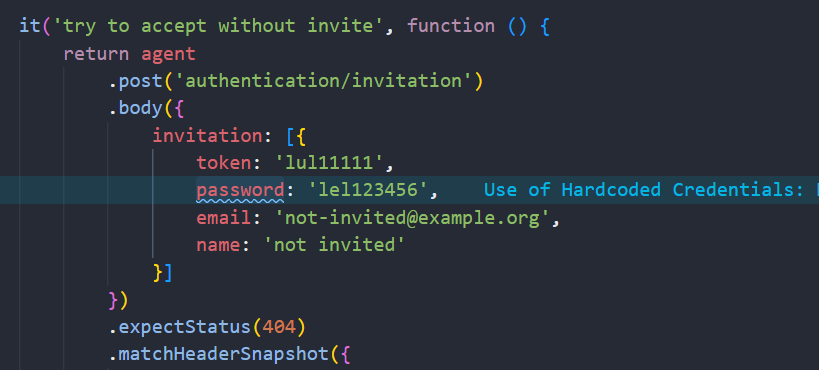 it('try to accept without invite', function () {
return agent
.post('authentication/invitation')
.body({
invitation: [{
token: 'lul11111',
password: 'lel123456', Use of Hardcoded Credentials:
email: 'not-invited@example.org',
name: 'not invited'
}]
})
.expectStatus(404)
.matchHeaderSnapshot({